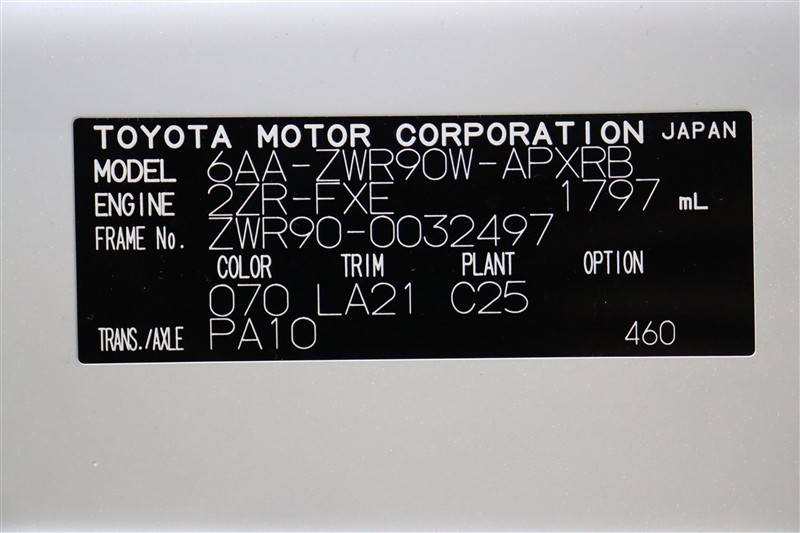 TOYOTA MOTOR CORPORATION JAPAN
MODEL 6AA-ZWR90W-APXRB
ENGINE 2ZR-FXE 1797 mL
FRAME No. ZWR90-0032497
COLOR TRIM PLANT OPTION
070 LA21 C25
TRANS./AXLE PA10 460